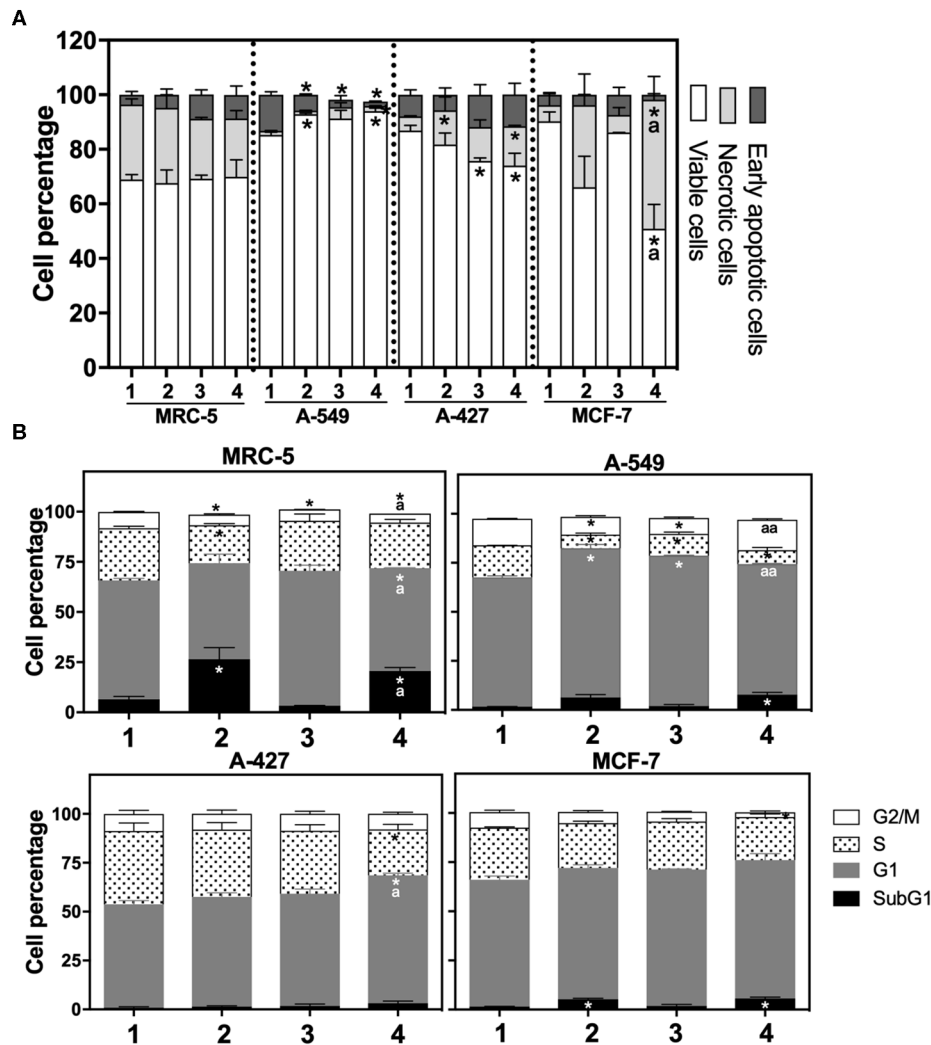 A
120
100
80
60
40
20
0
Cell percentage
* * * * * * * * * * * * a * a
1 2 3 4 1 2 3 4 1 2 3 4 1 2 3 4
MRC-5 A-549 A-427 MCF-7
Viable cells
Necrotic cells
Early apoptotic cells
B
MRC-5
Cell percentage
100
75
50
25
0
* * * * * a * a * a
1 2 3 4
A-549
* * * * * * aa * aa *
1 2 3 4
A-427
Cell percentage
100
75
50
25
0
* * a
1 2 3 4
MCF-7
* * *
1 2 3 4
G2/M
S
G1
SubG1